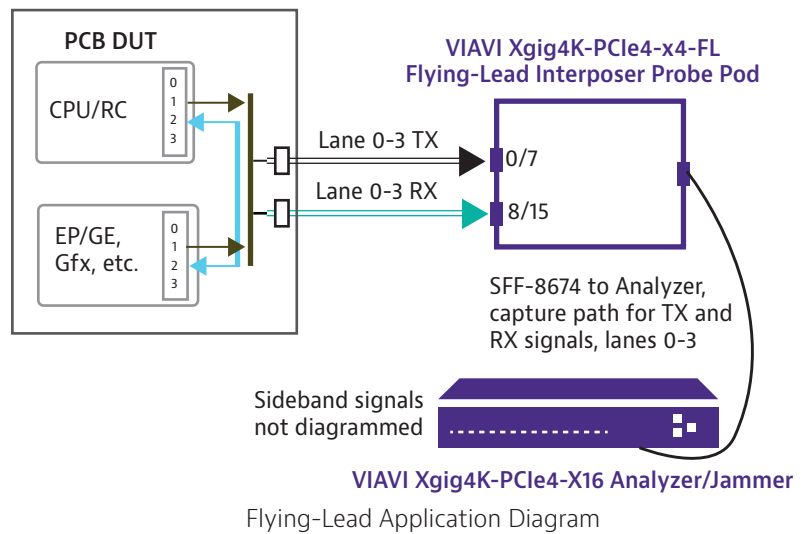 PCB DUT
CPU/RC
0
1
2
3
EP/GE,
Gfx, etc.
0
1
2
3
Lane 0-3 TX
Lane 0-3 RX
VIAVI Xgig4K-PCIe4-x4-FL
Flying-Lead Interposer Probe Pod
0/7
8/15
SFF-8674 to Analyzer,
capture path for TX and
RX signals, lanes 0-3
Sideband signals
not diagrammed
VIAVI Xgig4K-PCIe4-X16 Analyzer/Jammer
Flying-Lead Application Diagram